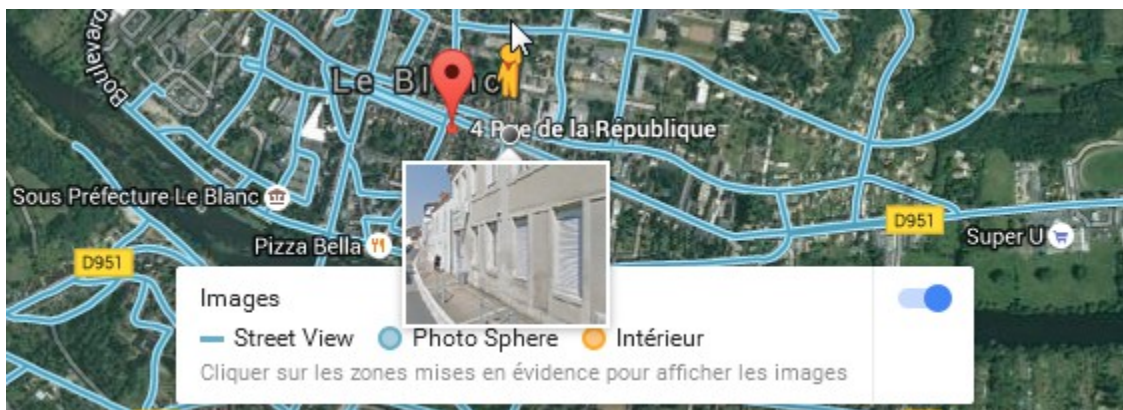 Boulevard
Le Blanc
4 Rue de la République
Sous Préfecture Le Blanc
D951
Pizza Bella
Super U
D951
Images
Street View
Photo Sphere
Intérieur
Cliquer sur les zones mises en évidence pour afficher les images